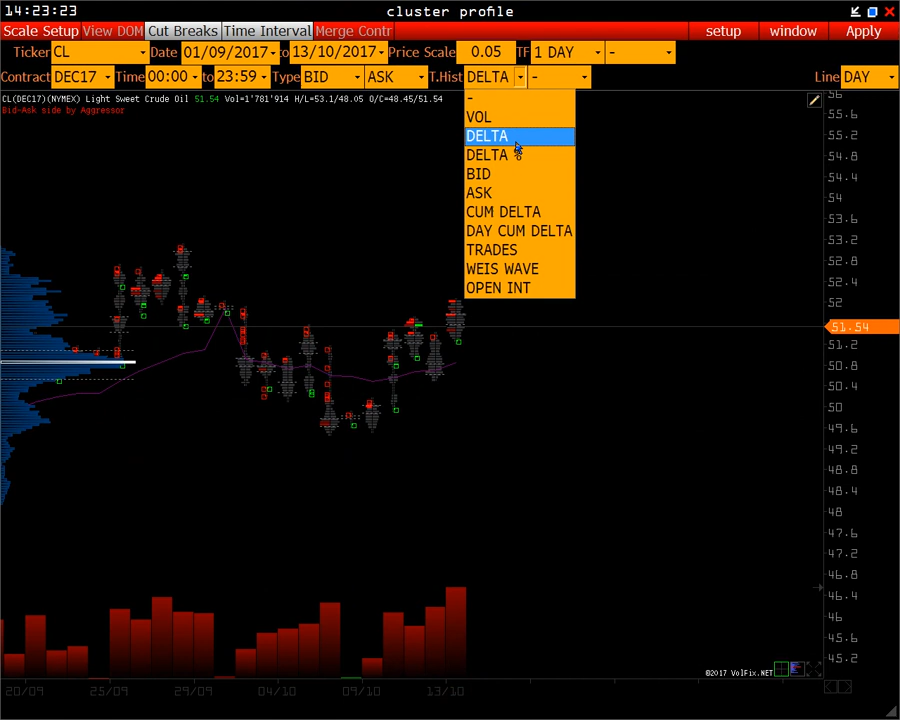 14:23:23 cluster profile
Scale Setup View DOM Cut Breaks Time Interval Merge Contr setup window Apply
Ticker CL Date 01/09/2017 to 13/10/2017 Price Scale 0.05 TF 1 DAY -
Contract DEC17 Time 00:00 to 23:59 Type BID ASK T.Hist DELTA - Line DAY
CL(DEC17)(NYMEX) Light Sweet Crude Oil 51.54 Vol=1'781'914 H/L=53.1/48.05 O/C=48.45/51.54
Bid-Ask side by Aggressor
-
VOL
DELTA
DELTA %
BID
ASK
CUM DELTA
DAY CUM DELTA
TRADES
WEIS WAVE
OPEN INT
56
55.6
55.2
54.8
54.4
54
53.6
53.2
52.8
52.4
52
51.54
51.2
50.8
50.4
50
49.6
49.2
48.8
48.4
48
47.6
47.2
46.8
46.4
46
45.6
45.2
©2017 VolFix.NET
20/09 25/09 29/09 04/10 09/10 13/10